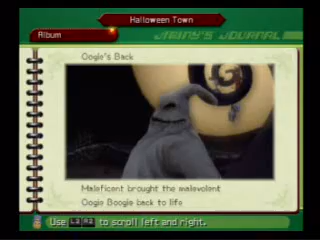 Halloween Town
Album
JIMINY'S JOURNAL
Oogie's Back
Maleficent brought the malevolent
Oogie Boogie back to life.
Use L2 R2 to scroll left and right.